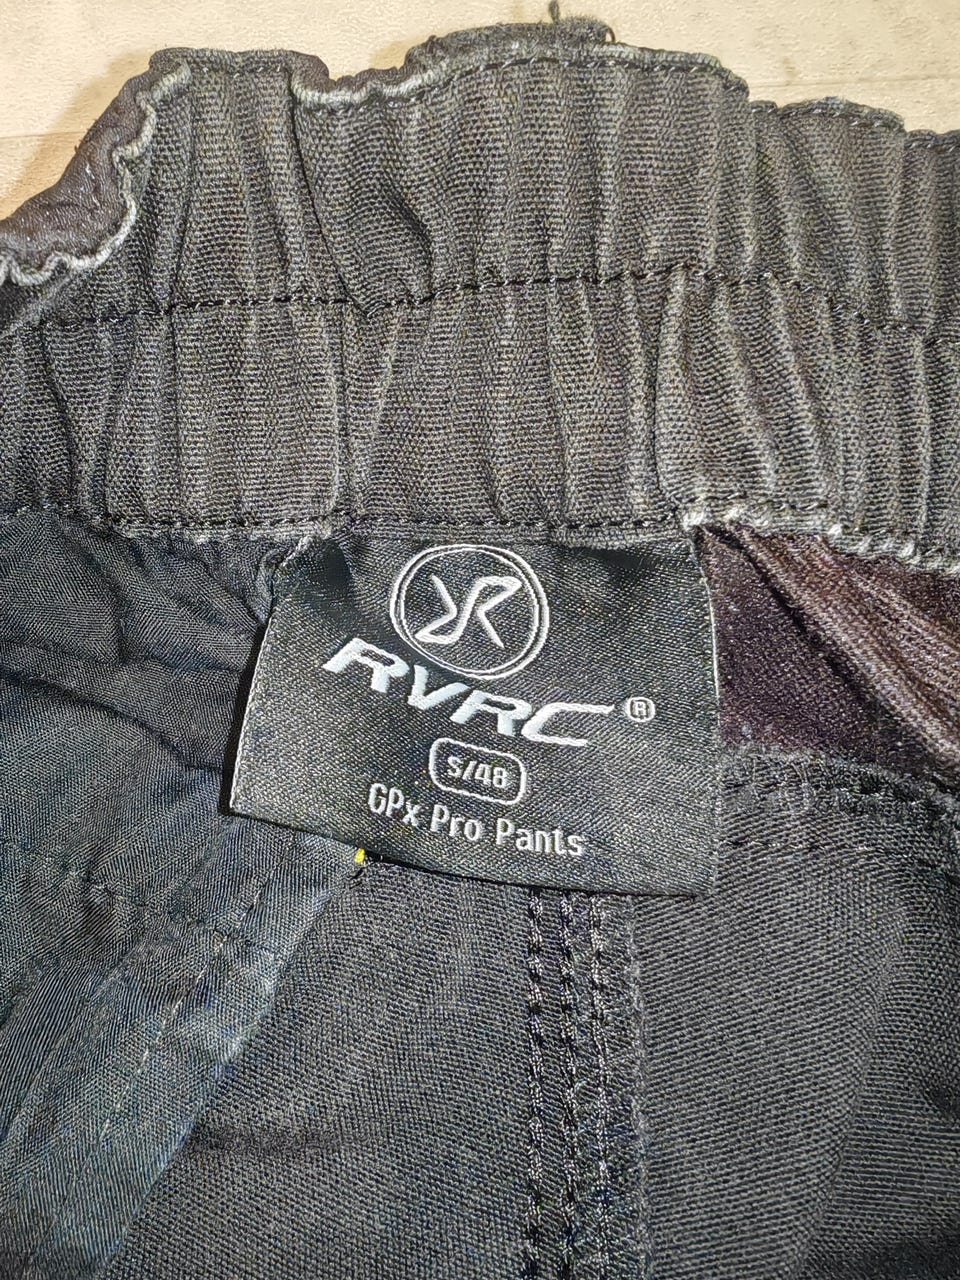 RVRC®
S/48
GPx Pro Pants